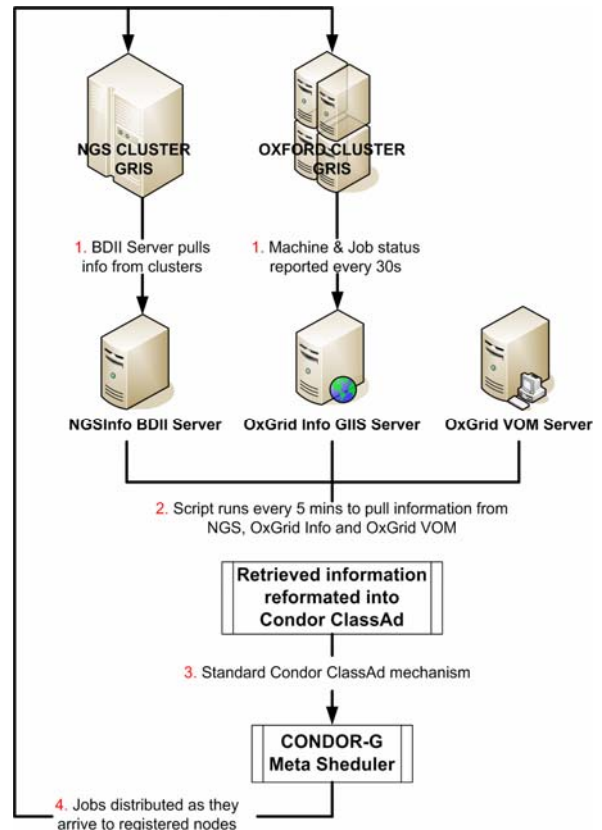 NGS CLUSTER
GRIS
OXFORD CLUSTER
GRIS
1. BDII Server pulls
info from clusters
1. Machine & Job status
reported every 30s
NGSInfo BDII Server
OxGrid Info GIIS Server
OxGrid VOM Server
2. Script runs every 5 mins to pull information from
NGS, OxGrid Info and OxGrid VOM
Retrieved information
reformated into
Condor ClassAd
3. Standard Condor ClassAd mechanism
CONDOR-G
Meta Sheduler
4. Jobs distributed as they
arrive to registered nodes